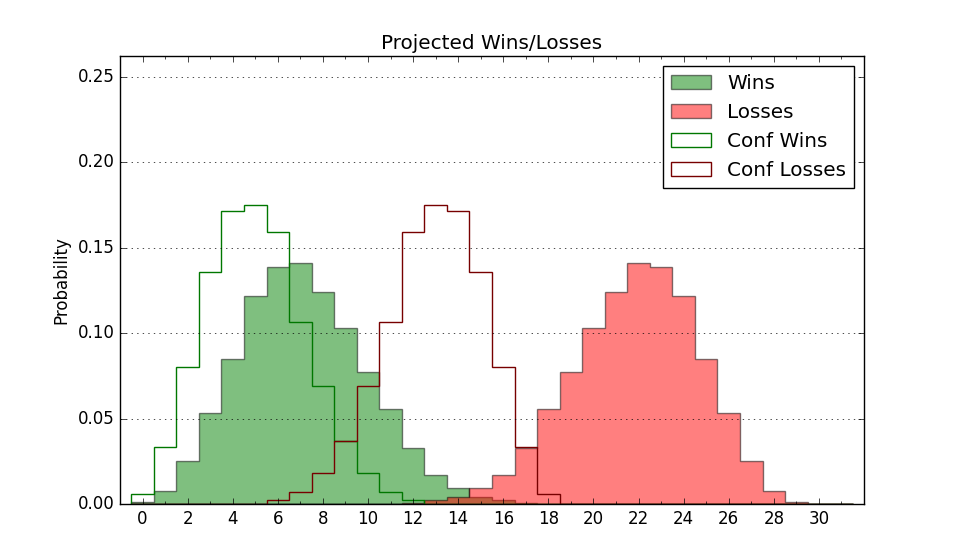 Projected Wins/Losses
0.25
0.20
0.15
0.10
0.05
0.00
Probability
Wins
Losses
Conf Wins
Conf Losses
0 2 4 6 8 10 12 14 16 18 20 22 24 26 28 30